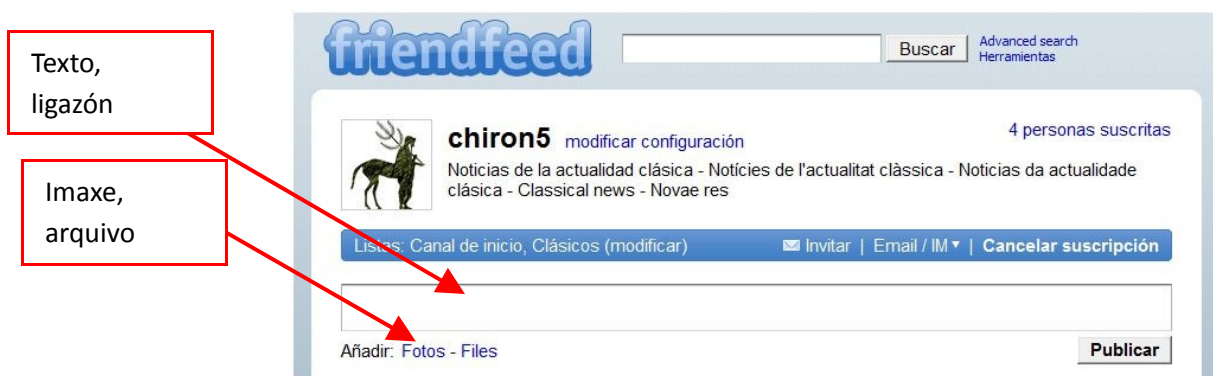 Texto,
ligazón
Imaxe,
arquivo
friendfeed
Buscar
Advanced search
Herramientas
chiron5 modificar configuración
4 personas suscritas
Noticias de la actualidad clásica - Notícies de l'actualitat clàssica - Noticias da actualidade
clásica - Classical news - Novae res
Listas: Canal de inicio, Clásicos (modificar)
Invitar | Email / IM ▾ | Cancelar suscripción
Añadir: Fotos - Files
Publicar